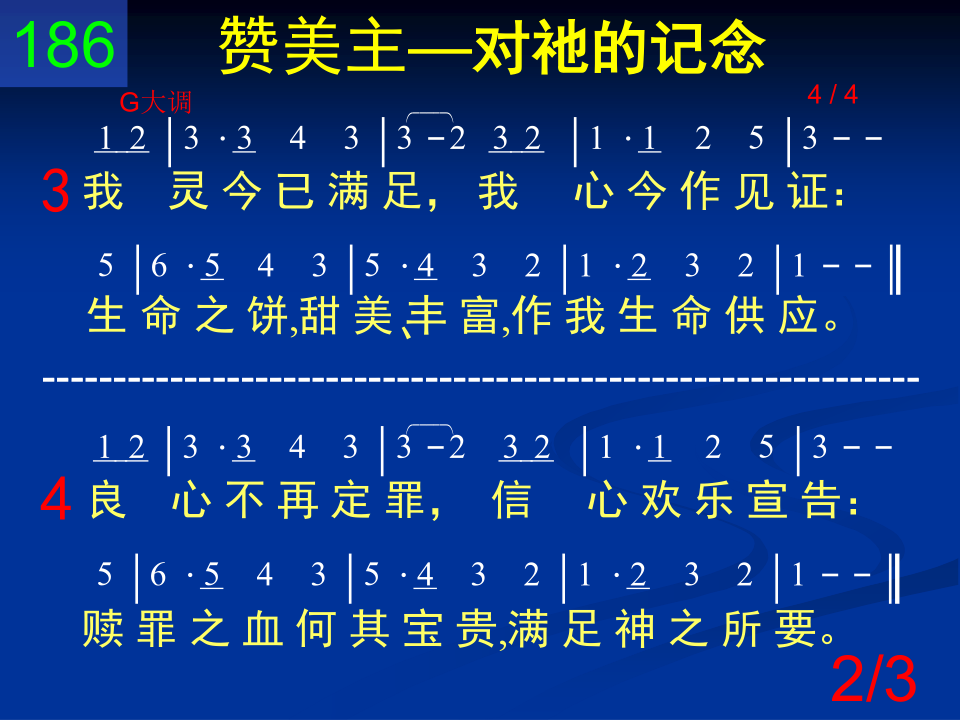 186
赞美主—对祂的记念
G大调
4 / 4
1 2 | 3 · 3 4 3 | 3 - 2 3 2 | 1 · 1 2 5 | 3 - -
3 我 灵 今 已 满 足， 我 心 今 作 见 证：
5 | 6 · 5 4 3 | 5 · 4 3 2 | 1 · 2 3 2 | 1 - - ‖
生 命 之 饼,甜 美、丰 富,作 我 生 命 供 应。
--------------------------------------------------------------
1 2 | 3 · 3 4 3 | 3 - 2 3 2 | 1 · 1 2 5 | 3 - -
4 良 心 不 再 定 罪， 信 心 欢 乐 宣 告：
5 | 6 · 5 4 3 | 5 · 4 3 2 | 1 · 2 3 2 | 1 - - ‖
赎 罪 之 血 何 其 宝 贵,满 足 神 之 所 要。
2/3